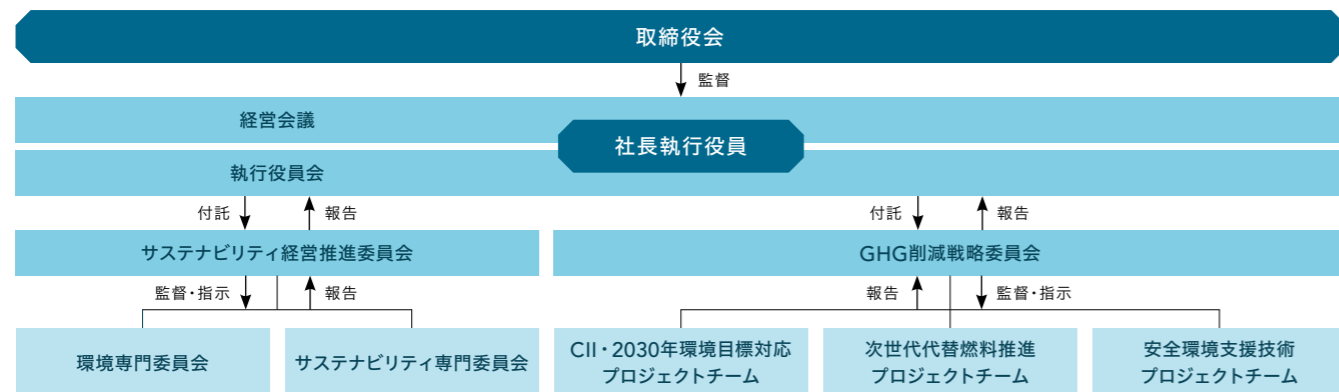 取締役会
監督
経営会議
社長執行役員
執行役員会
付託
報告
付託
報告
サステナビリティ経営推進委員会
GHG削減戦略委員会
監督・指示
報告
報告
監督・指示
環境専門委員会
サステナビリティ専門委員会
CII・2030年環境目標対応
プロジェクトチーム
次世代代替燃料推進
プロジェクトチーム
安全環境支援技術
プロジェクトチーム